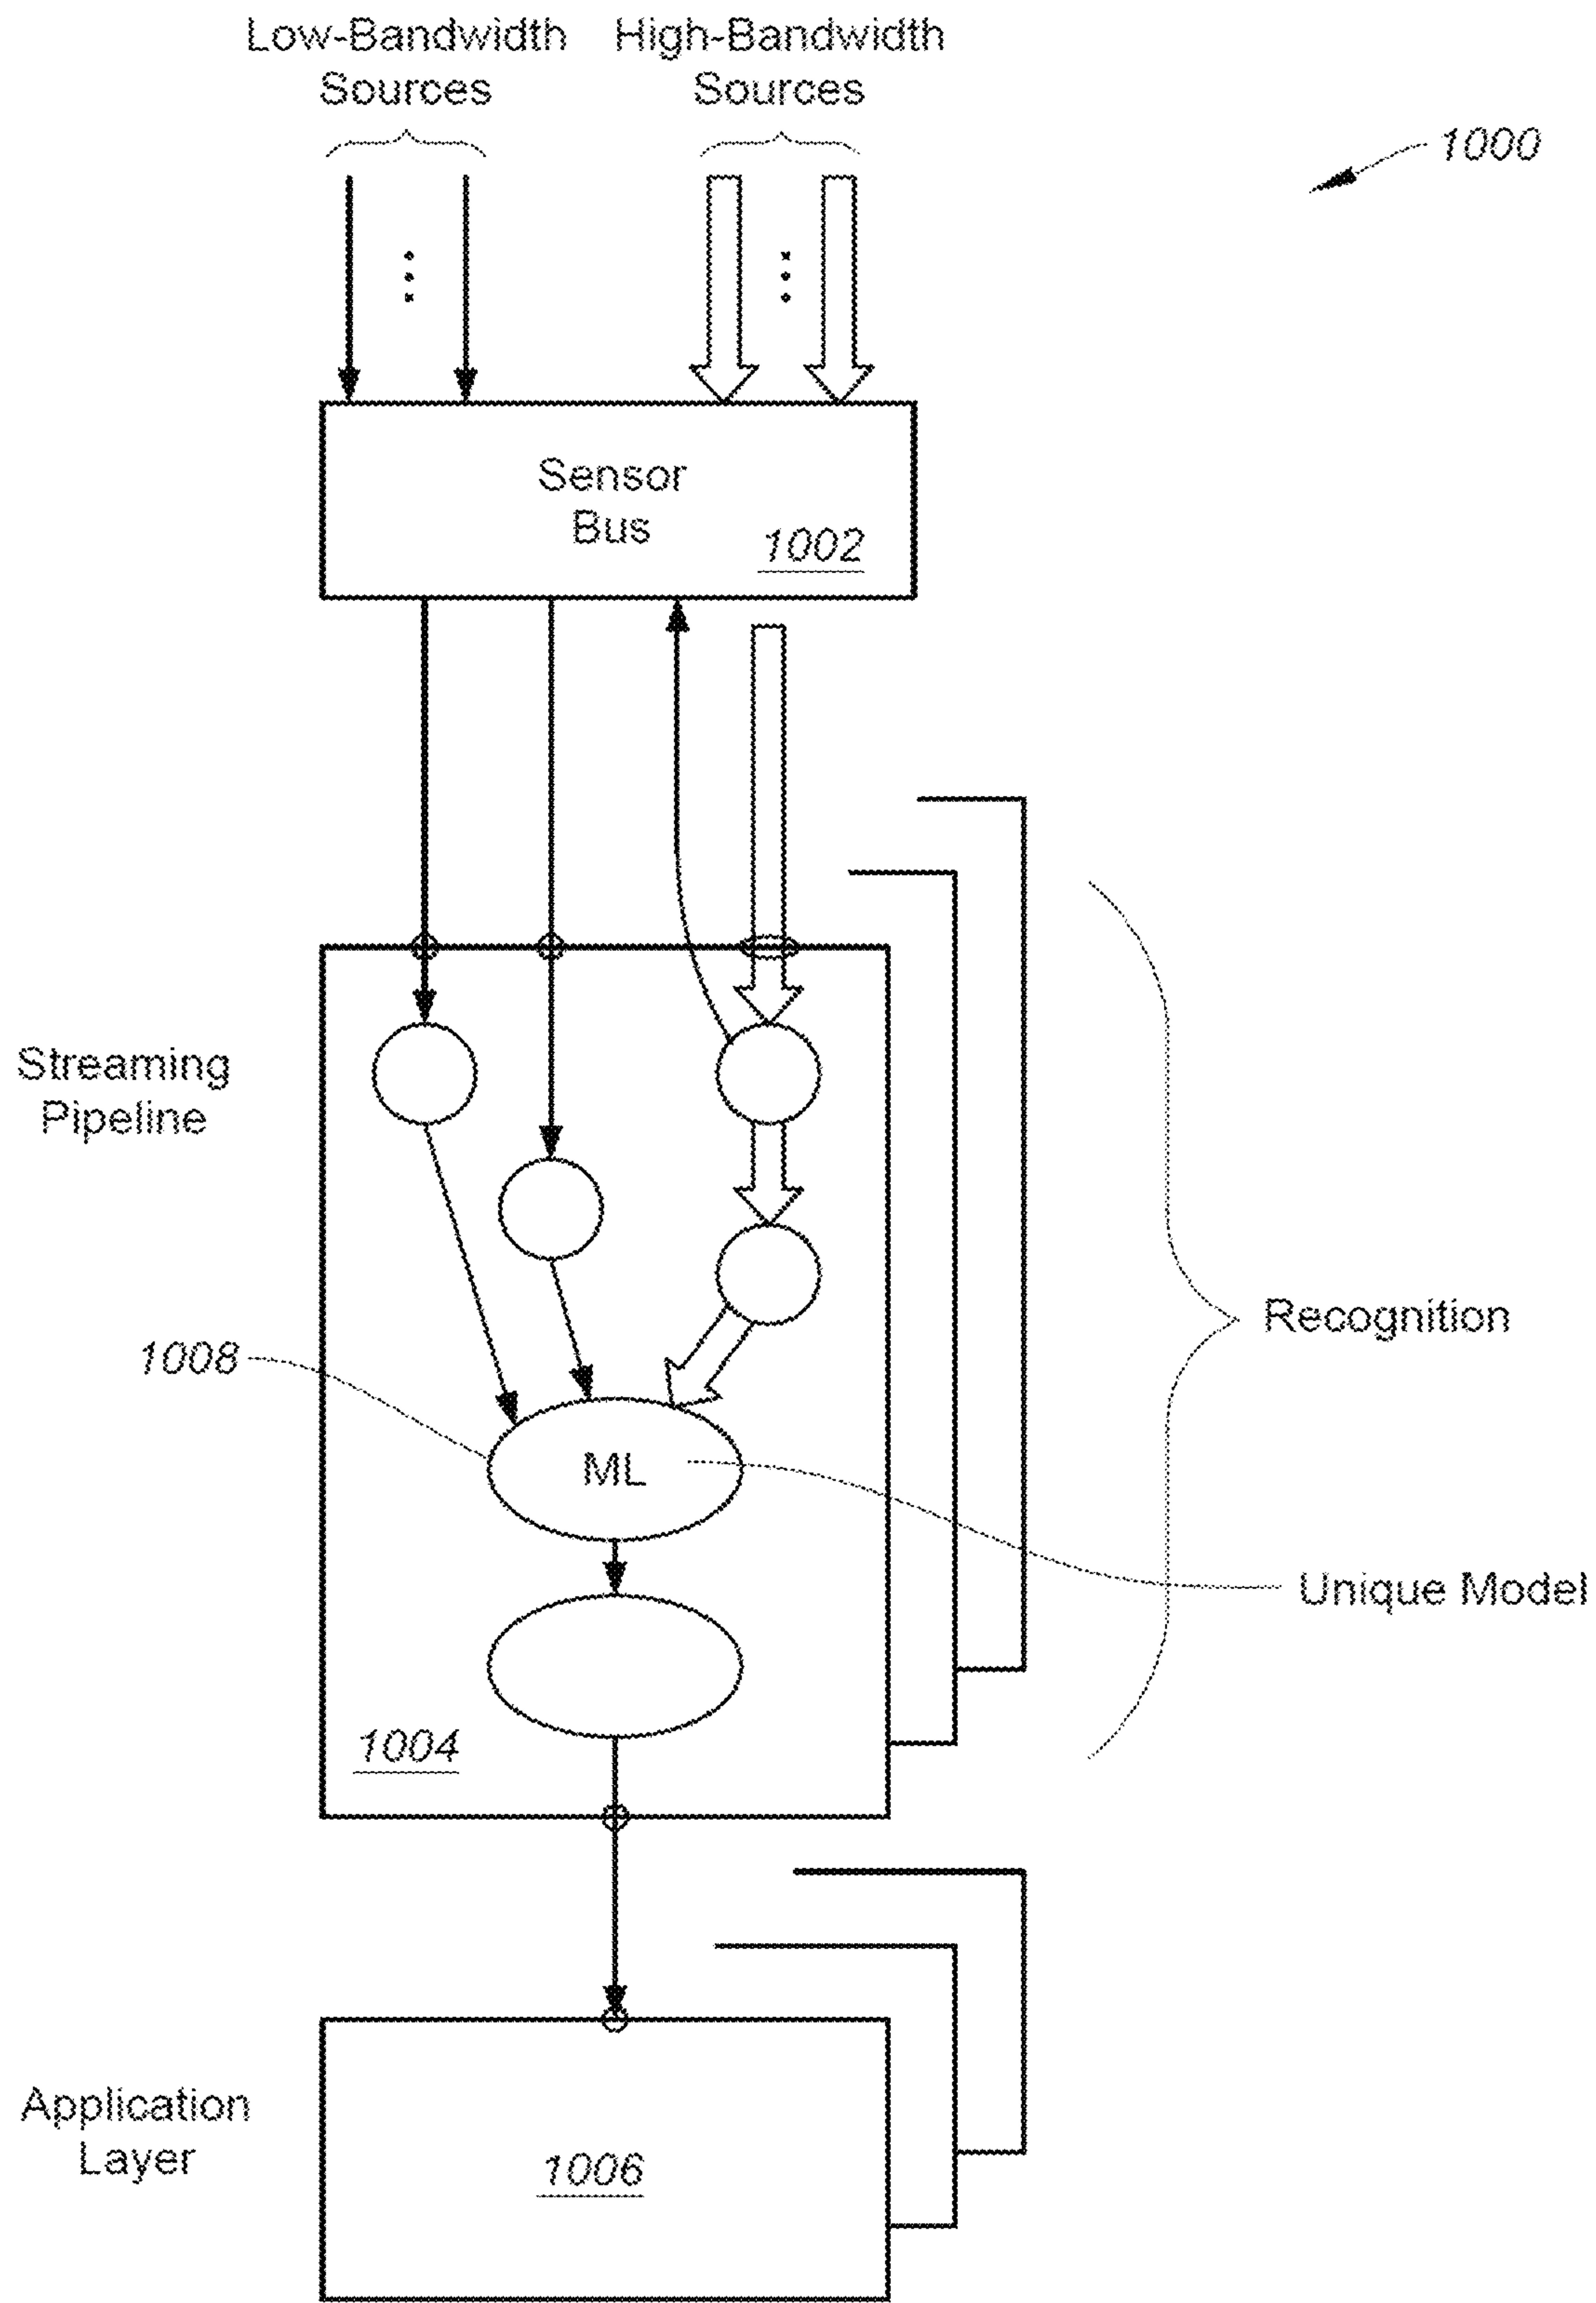 Low-Bandwidth
Sources
High-Bandwidth
Sources
1000
Sensor
Bus
1002
Streaming
Pipeline
Recognition
1008
ML
Unique Model
1004
Application
Layer
1006